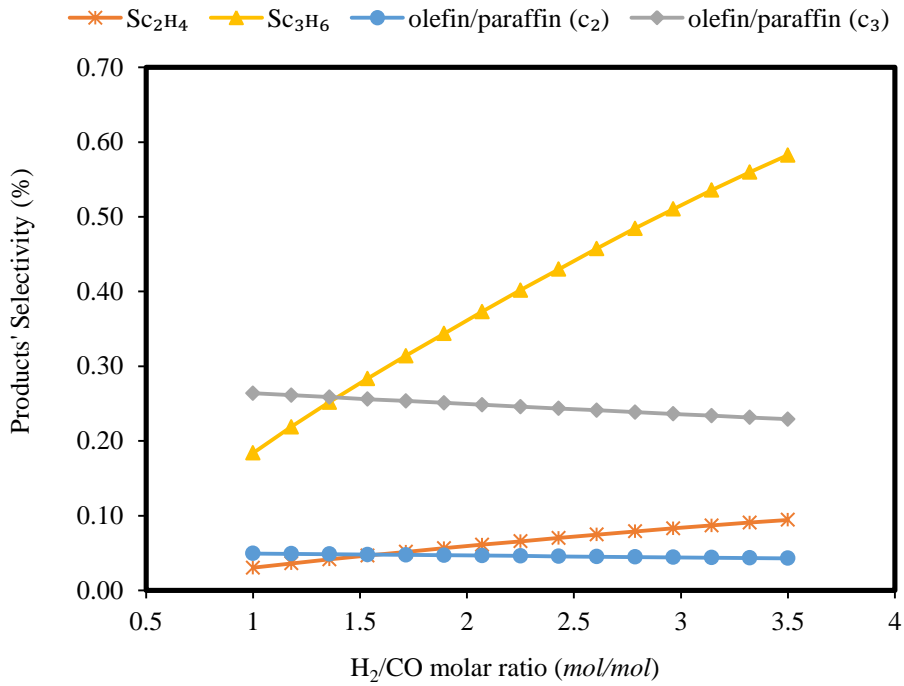 Sc₂H₄ Sc₃H₆ olefin/paraffin (c₂) olefin/paraffin (c₃)
0.70
0.60
0.50
0.40
0.30
0.20
0.10
0.00
0.5 1 1.5 2 2.5 3 3.5 4
Products' Selectivity (%)
H₂/CO molar ratio (mol/mol)